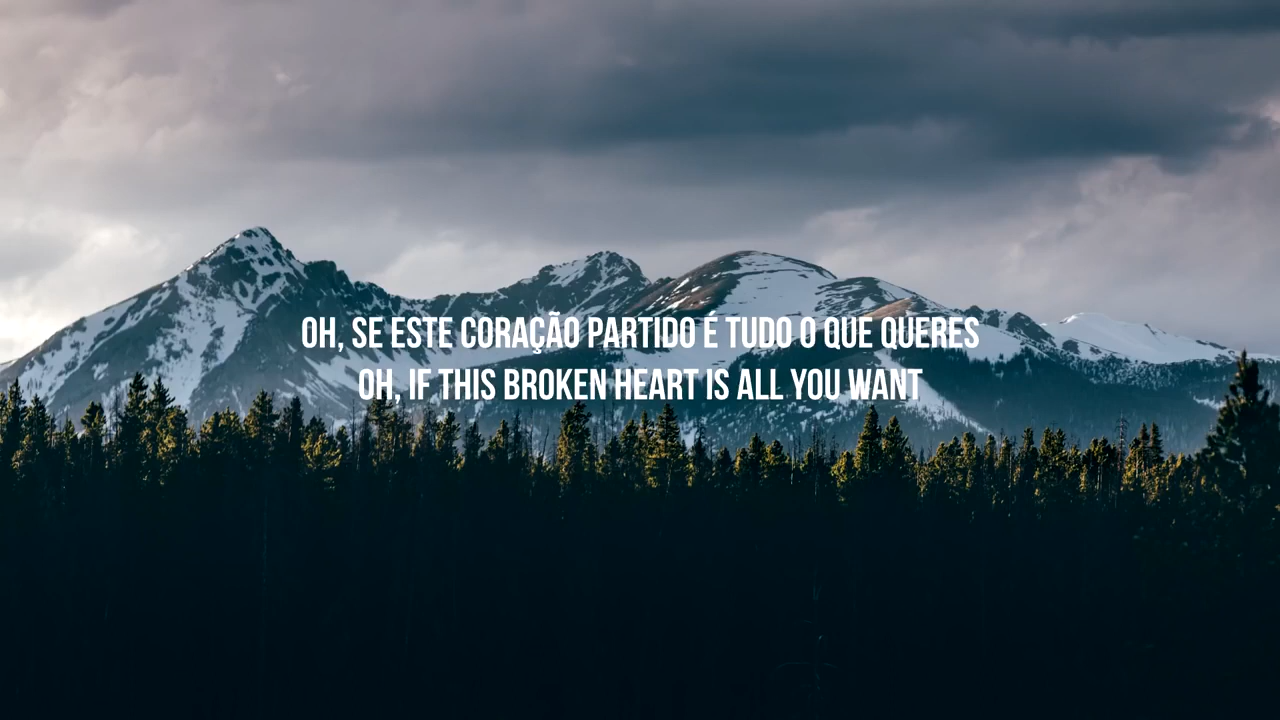 OH, SE ESTE CORAÇÃO PARTIDO É TUDO O QUE QUERES
OH, IF THIS BROKEN HEART IS ALL YOU WANT